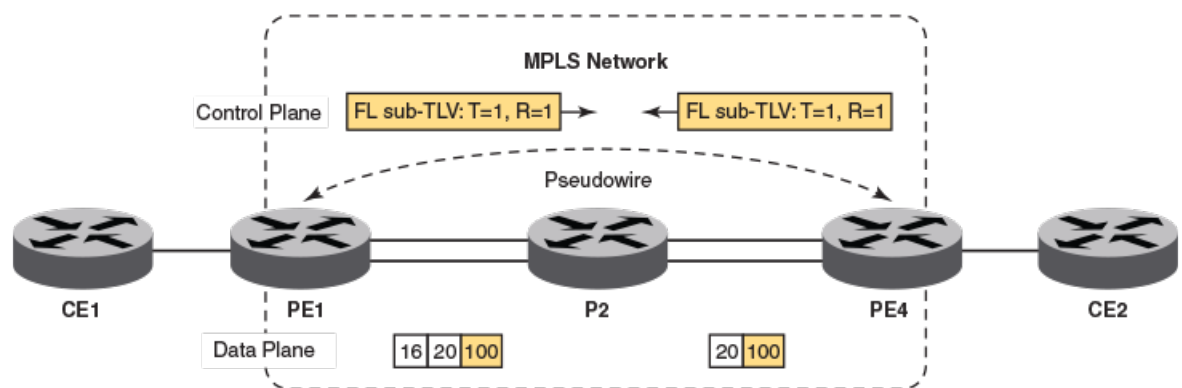 MPLS Network
Control Plane
FL sub-TLV: T=1, R=1
FL sub-TLV: T=1, R=1
Pseudowire
CE1
PE1
P2
PE4
CE2
Data Plane
16 20 100
20 100